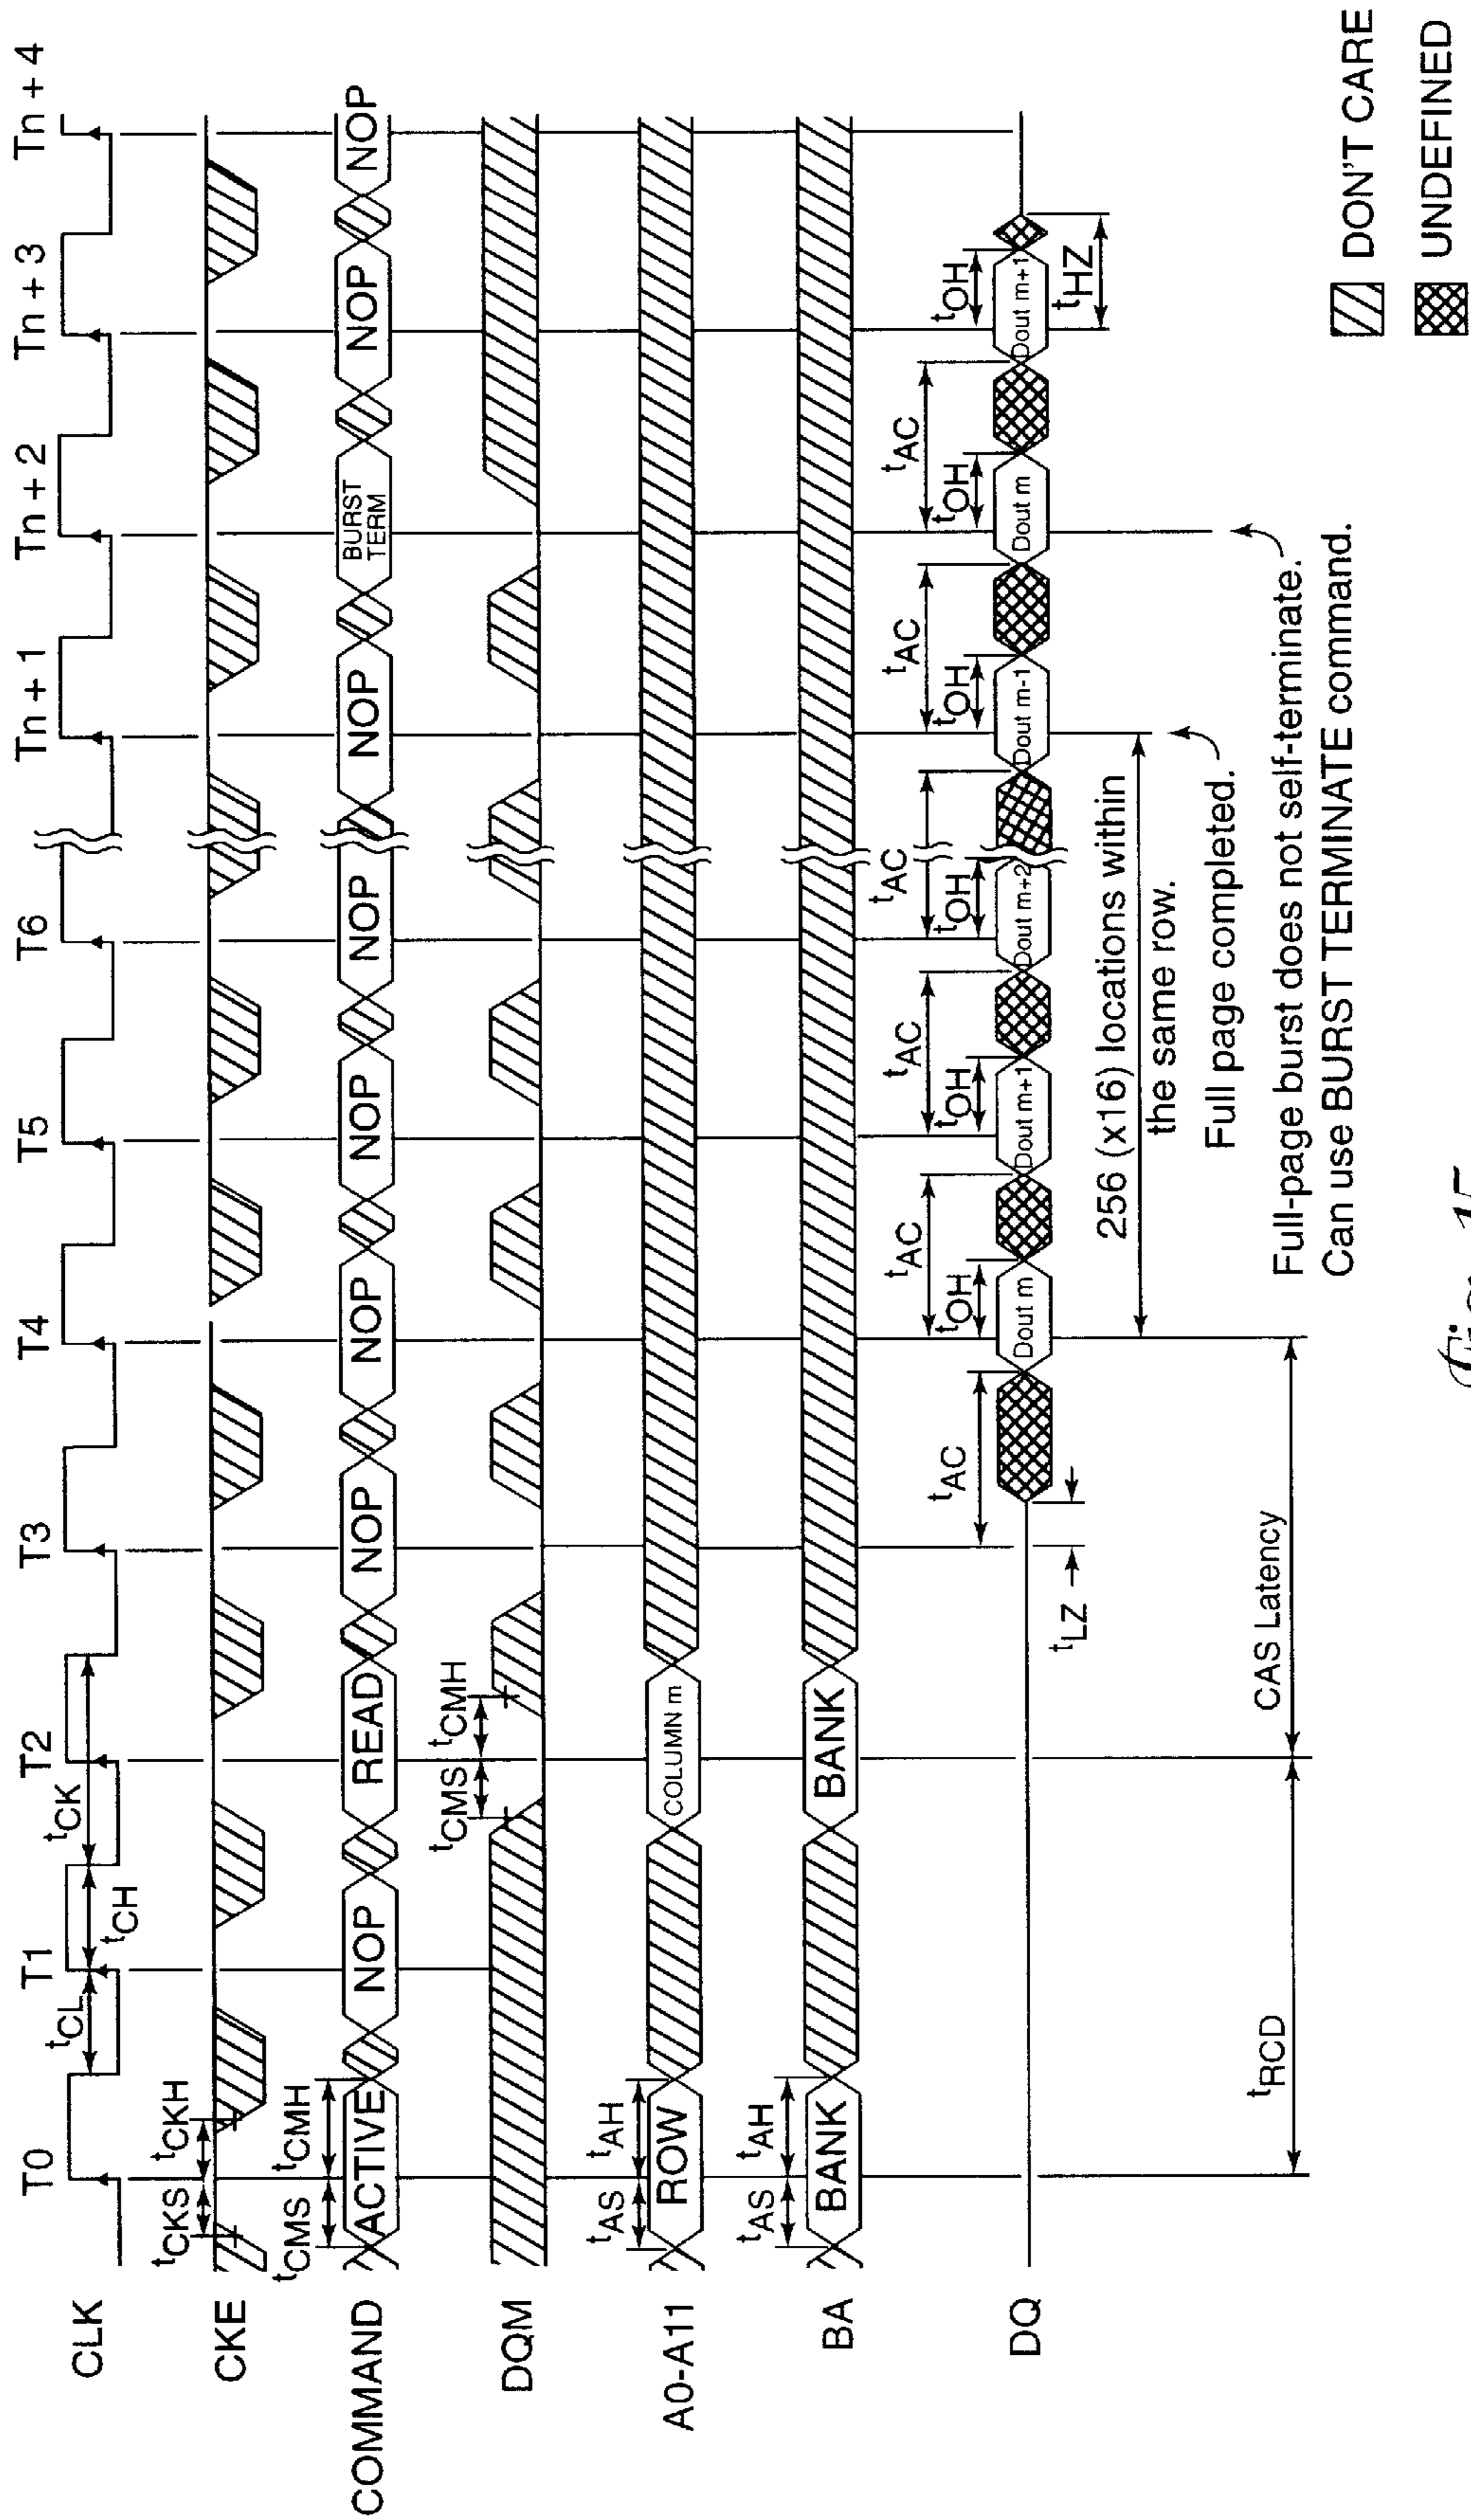 T0 T1 T2 T3 T4 T5 T6 Tn + 1 Tn + 2 Tn + 3 Tn + 4
CLK
tCL tCH tCK
CKE
tCKS tCKH
COMMAND
tCMS tCMH
ACTIVE NOP READ NOP NOP NOP NOP NOP BURST TERM NOP NOP
DQM
tCMS tCMH
A0-A11
tAS tAH
ROW COLUMN m
BA
tAS tAH
BANK BANK
DQ
tAC tAC tAC tAC tAC tAC
tOH tOH tOH tOH tOH tOH
Dout m Dout m+1 Dout m+2 Dout m-1 Dout m Dout m+1
tLZ tHZ
256 (x16) locations within
the same row.
Full page completed.
tRCD CAS Latency
Full-page burst does not self-terminate.
Can use BURST TERMINATE command.
DON'T CARE
UNDEFINED